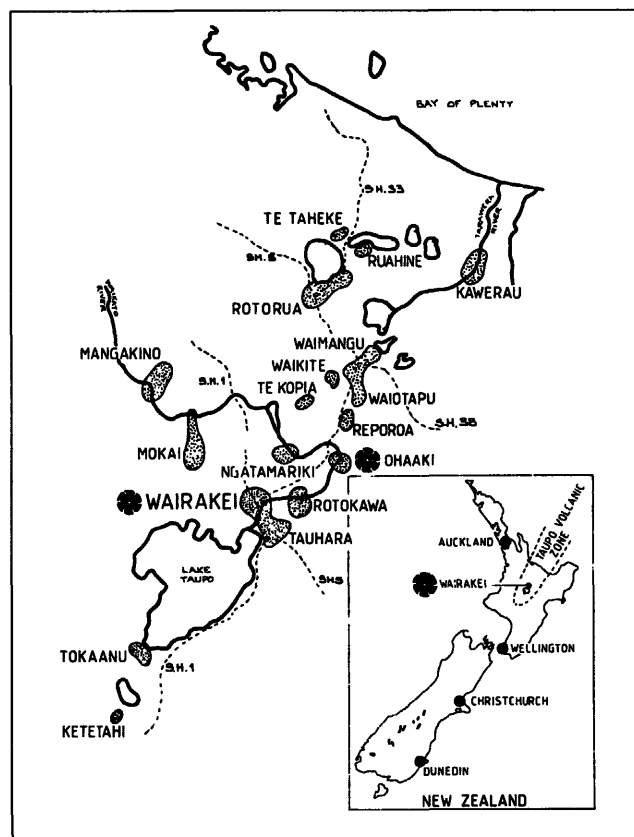 BAY OF PLENTY
S.H. 33
TARAWERA
RIVER
TE TAHEKE
RUAHINE
S.H. 5
KAWERAU
ROTORUA
WAIMANGU
MANGAKINO
WAIKITE
S.H. 1
TE KOPIA
WAIOTAPU
S.H. 38
REPOROA
MOKAI
NGATAMARIKI
OHAAKI
WAIRAKEI
ROTOKAWA
TAUHARA
LAKE
TAUPO
S.H.5
TOKAANU
S.H.1
KETETAHI
TAUPO VOLCANIC
ZONE
AUCKLAND
WAIRAKEI
WELLINGTON
CHRISTCHURCH
DUNEDIN
NEW ZEALAND